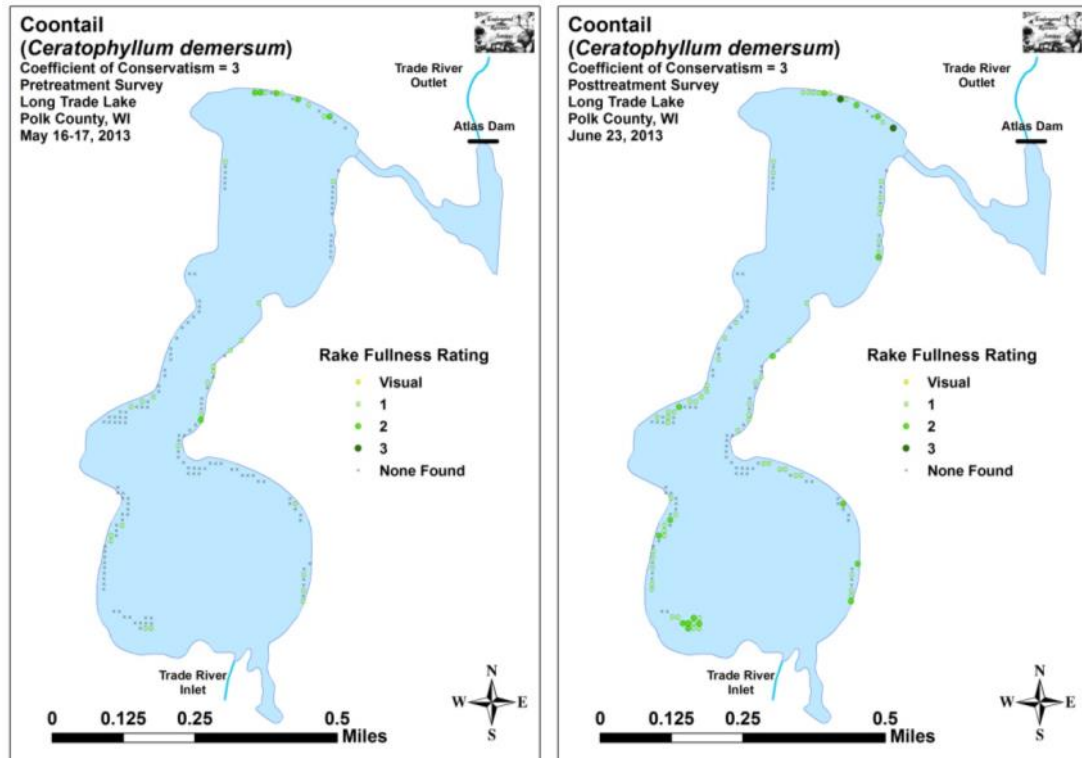 Coontail
(Ceratophyllum demersum)
Coefficient of Conservatism = 3
Pretreatment Survey
Long Trade Lake
Polk County, WI
May 16-17, 2013
Trade River
Outlet
Atlas Dam
Rake Fullness Rating
Visual
1
2
3
None Found
Trade River
Inlet
N
W E
S
0 0.125 0.25 0.5
Miles
Coontail
(Ceratophyllum demersum)
Coefficient of Conservatism = 3
Posttreatment Survey
Long Trade Lake
Polk County, WI
June 23, 2013
Trade River
Outlet
Atlas Dam
Rake Fullness Rating
Visual
1
2
3
None Found
Trade River
Inlet
N
W E
S
0 0.125 0.25 0.5
Miles